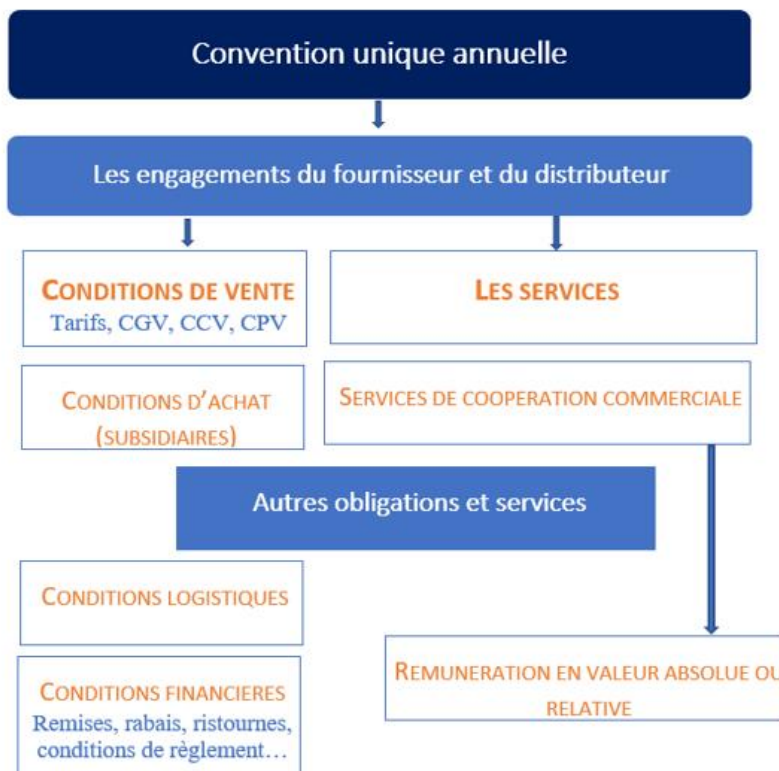 Convention unique annuelle
Les engagements du fournisseur et du distributeur
CONDITIONS DE VENTE
Tarifs, CGV, CCV, CPV
LES SERVICES
CONDITIONS D'ACHAT
(SUBSIDIAIRES)
SERVICES DE COOPERATION COMMERCIALE
Autres obligations et services
CONDITIONS LOGISTIQUES
CONDITIONS FINANCIERES
Remises, rabais, ristournes,
conditions de règlement…
REMUNERATION EN VALEUR ABSOLUE OU
RELATIVE